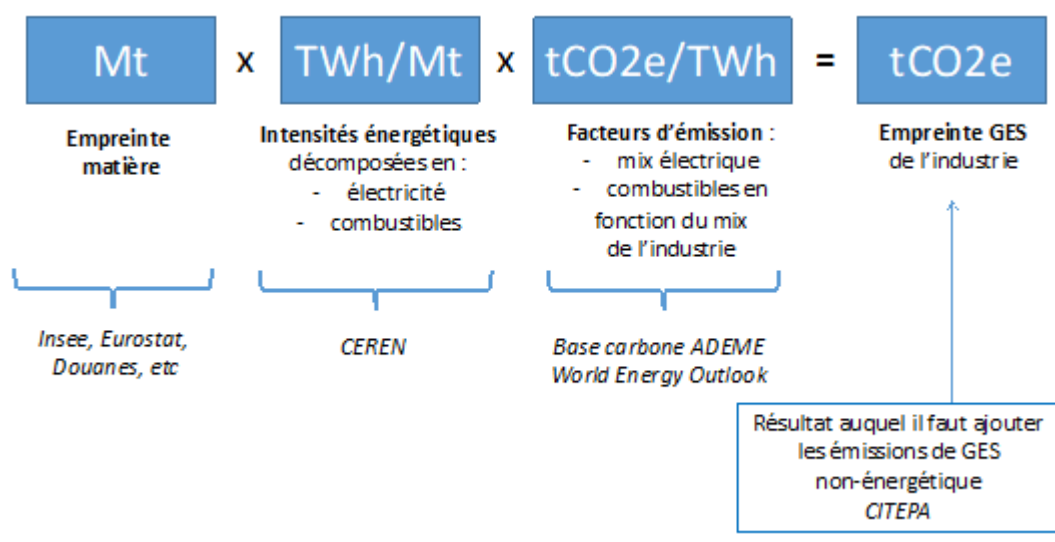 Mt x TWh/Mt x tCO2e/TWh = tCO2e
Empreinte
matière
Intensités énergétiques
décomposées en :
- électricité
- combustibles
Facteurs d'émission :
- mix électrique
- combustibles en
fonction du mix
de l'industrie
Empreinte GES
de l'industrie
Insee, Eurostat,
Douanes, etc
CEREN
Base carbone ADEME
World Energy Outlook
Résultat auquel il faut ajouter
les émissions de GES
non-énergétique
CITEPA